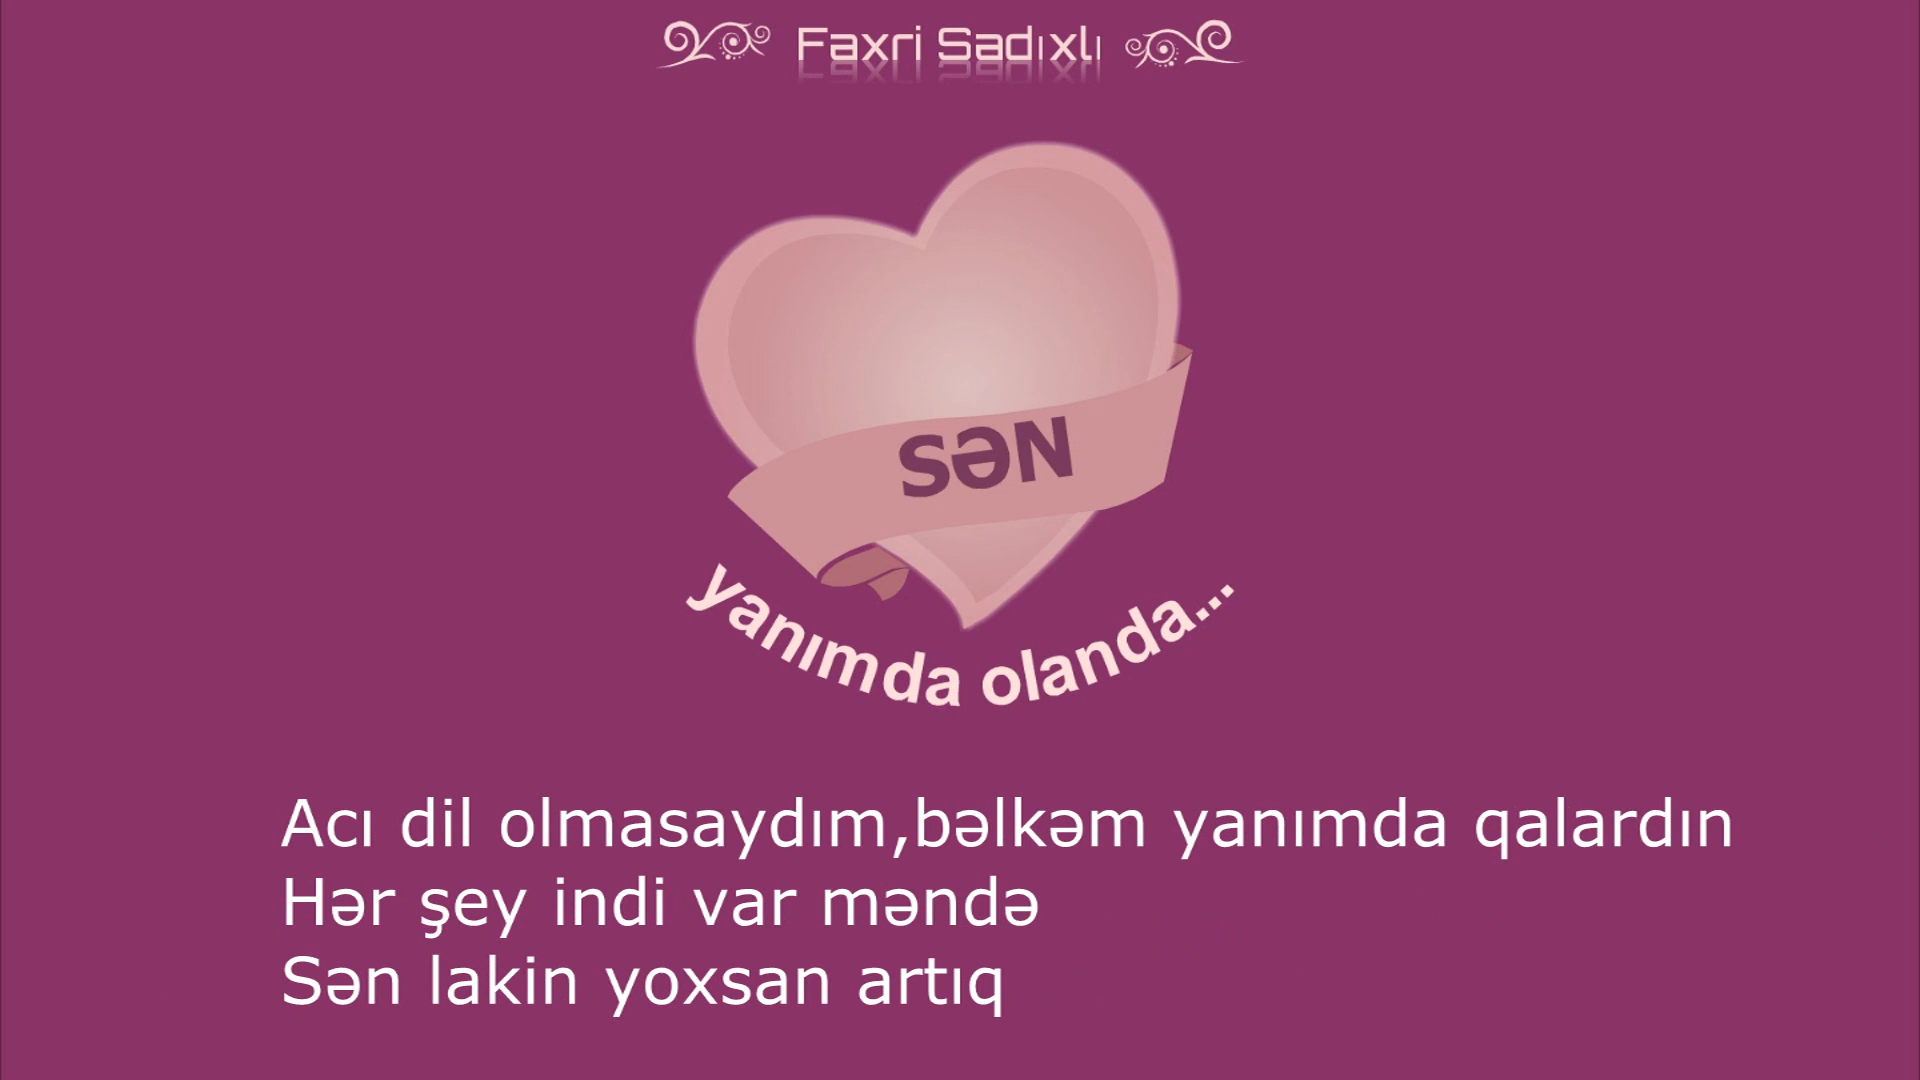 Faxri Sadıxlı
SƏN
yanımda olanda...
Acı dil olmasaydım,bəlkəm yanımda qalardın
Hər şey indi var məndə
Sən lakin yoxsan artıq